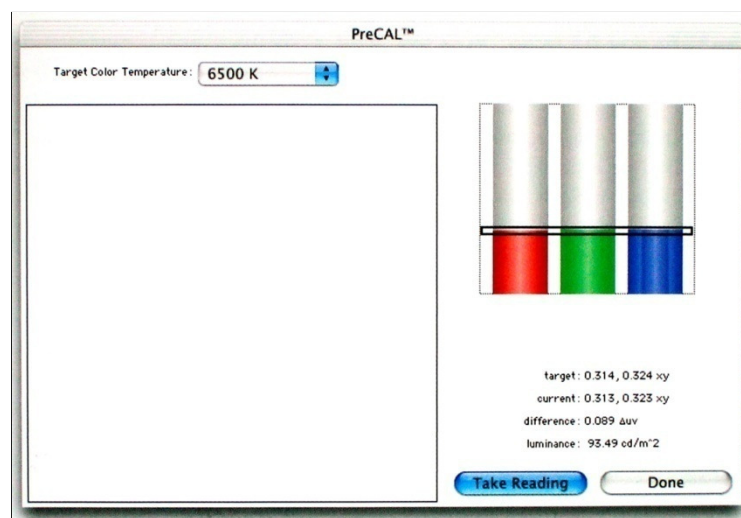 PreCAL™
Target Color Temperature: 6500 K
target: 0.314, 0.324 xy
current: 0.313, 0.323 xy
difference: 0.089 Δuv
luminance: 93.49 cd/m^2
Take Reading Done